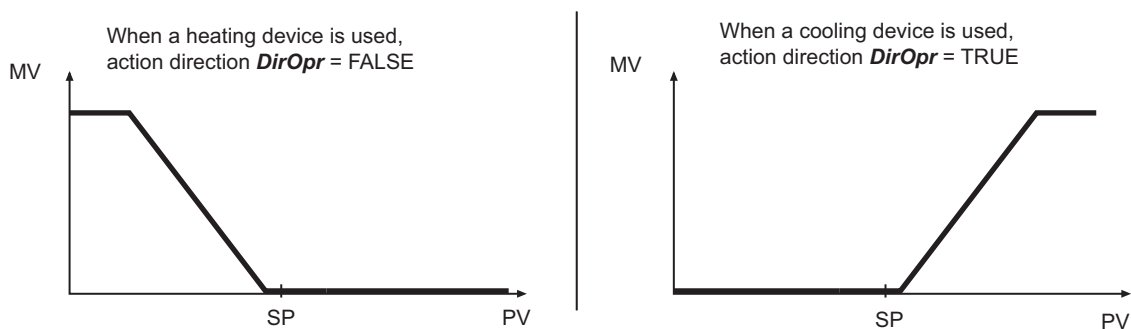 When a heating device is used,
action direction DirOpr = FALSE
MV
SP
PV
When a cooling device is used,
action direction DirOpr = TRUE
MV
SP
PV